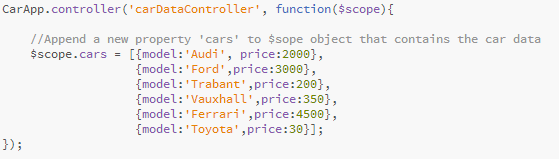 CarApp.controller('carDataController', function($scope){
//Append a new property 'cars' to $sope object that contains the car data
$scope.cars = [{model:'Audi', price:2000},
{model:'Ford',price:3000},
{model:'Trabant',price:200},
{model:'Vauxhall',price:350},
{model:'Ferrari',price:4500},
{model:'Toyota',price:30}];
});